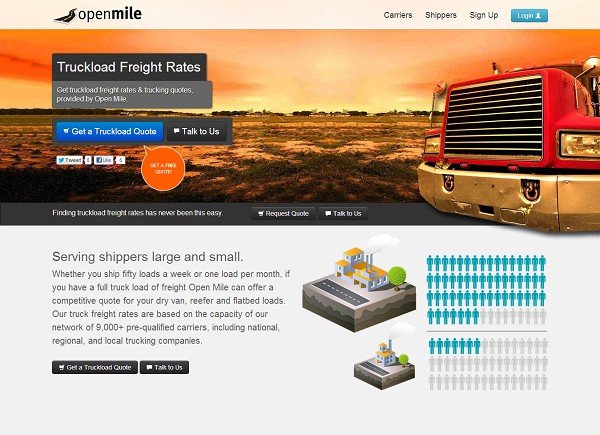 openmile
Carriers Shippers Sign Up Login
Truckload Freight Rates
Get truckload freight rates & trucking quotes,
provided by Open Mile.
Get a Truckload Quote Talk to Us
Tweet 0 Like 6
GET A FREE
QUOTE!
Finding truckload freight rates has never been this easy. Request Quote Talk to Us
Serving shippers large and small.
Whether you ship fifty loads a week or one load per month, if
you have a full truck load of freight Open Mile can offer a
competitive quote for your dry van, reefer and flatbed loads.
Our truck freight rates are based on the capacity of our
network of 9,000+ pre-qualified carriers, including national,
regional, and local trucking companies.
Get a Truckload Quote Talk to Us